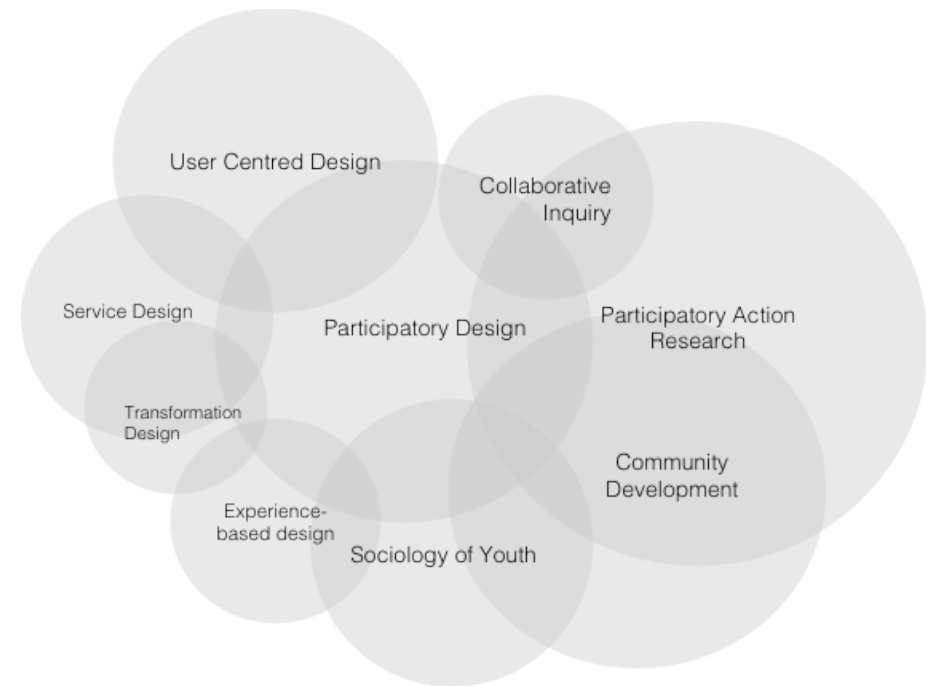 User Centred Design
Collaborative
Inquiry
Service Design
Participatory Design
Participatory Action
Research
Transformation
Design
Community
Development
Experience-
based design
Sociology of Youth